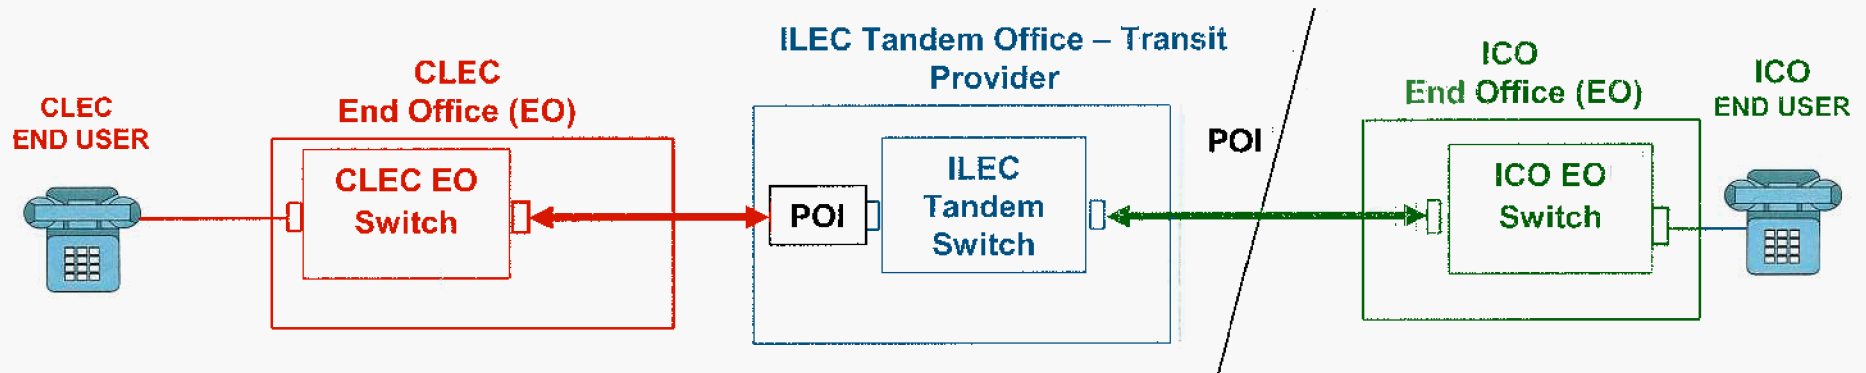 CLEC
END USER
CLEC
End Office (EO)
CLEC EO
Switch
ILEC Tandem Office – Transit
Provider
POI
ILEC
Tandem
Switch
POI
ICO
End Office (EO)
ICO EO
Switch
ICO
END USER